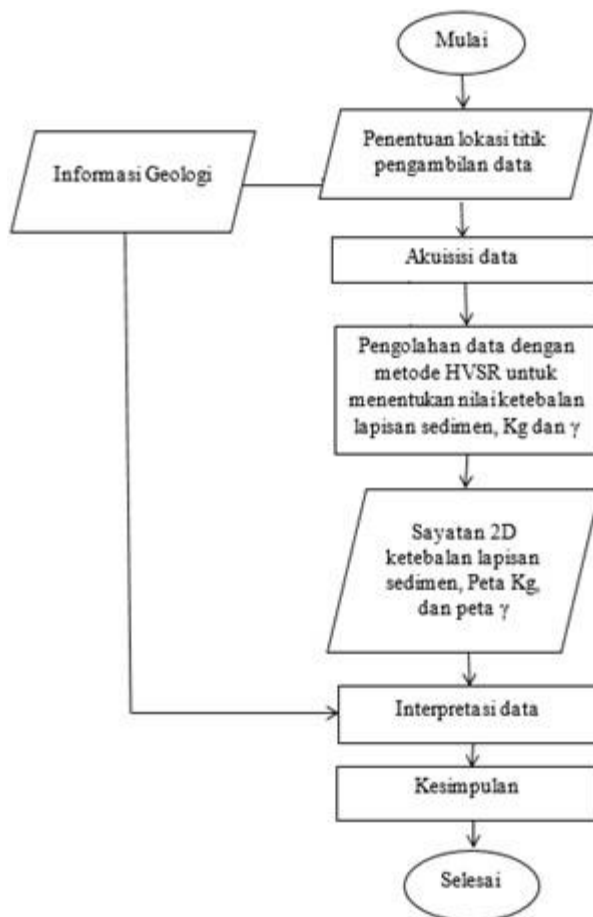 Mulai
Penentuan lokasi titik
pengambilan data
Informasi Geologi
Akuisisi data
Pengolahan data dengan
metode HVSR untuk
menentukan nilai ketebalan
lapisan sedimen, Kg dan γ
Sayatan 2D
ketebalan lapisan
sedimen, Peta Kg,
dan peta γ
Interpretasi data
Kesimpulan
Selesai